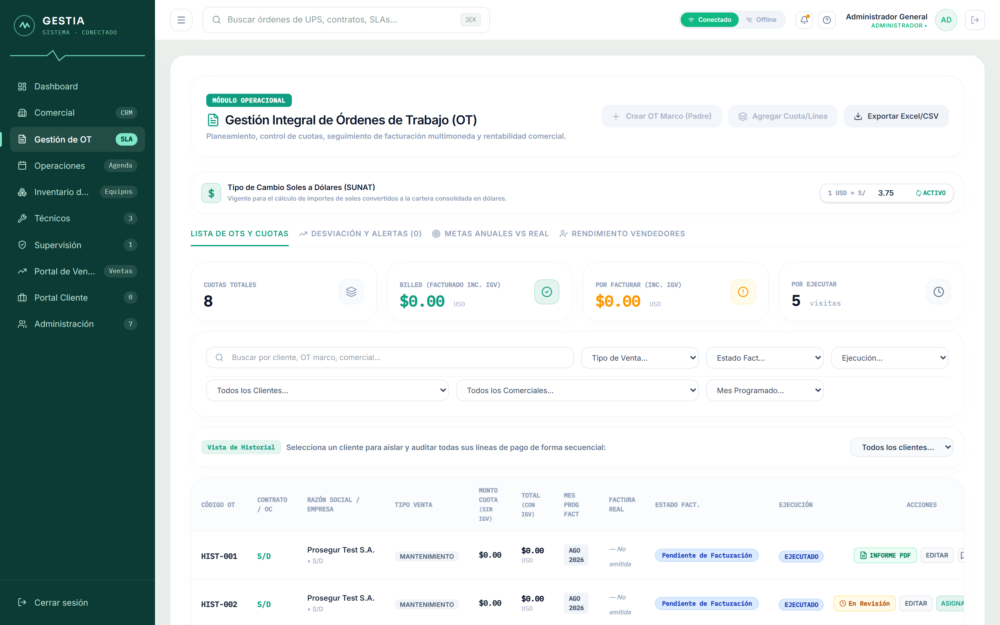 GESTIA
SISTEMA · CONECTADO
Dashboard
Comercial CRM
Gestión de OT SLA
Operaciones Agenda
Inventario d... Equipos
Técnicos 3
Supervisión 1
Portal de Ven... Ventas
Portal Cliente 0
Administración 7
Cerrar sesión
Buscar órdenes de UPS, contratos, SLAs... ⌘K
Conectado Offline
Administrador General
ADMINISTRADOR •
AD
MÓDULO OPERACIONAL
Gestión Integral de Órdenes de Trabajo (OT)
Planeamiento, control de cuotas, seguimiento de facturación multimoneda y rentabilidad comercial.
Crear OT Marco (Padre) Agregar Cuota/Línea Exportar Excel/CSV
$ Tipo de Cambio Soles a Dólares (SUNAT)
Vigente para el cálculo de importes de soles convertidos a la cartera consolidada en dólares.
1 USD = S/ 3.75 ACTIVO
LISTA DE OTS Y CUOTAS DESVIACIÓN Y ALERTAS (0) METAS ANUALES VS REAL RENDIMIENTO VENDEDORES
CUOTAS TOTALES
8
BILLED (FACTURADO INC. IGV)
$0.00 USD
POR FACTURAR (INC. IGV)
$0.00 USD
POR EJECUTAR
5 visitas
Buscar por cliente, OT marco, comercial... Tipo de Venta... Estado Fact... Ejecución...
Todos los Clientes... Todos los Comerciales... Mes Programado...
Vista de Historial Selecciona un cliente para aislar y auditar todas sus líneas de pago de forma secuencial: Todos los clientes...
CÓDIGO OT
CONTRATO
/ OC
RAZÓN SOCIAL /
EMPRESA
TIPO VENTA
MONTO
CUOTA
(SIN
IGV)
TOTAL
(CON
IGV)
MES
PROG
FACT
FACTURA
REAL
ESTADO FACT.
EJECUCIÓN
ACCIONES
HIST-001
S/D
Prosegur Test S.A.
• S/D
MANTENIMIENTO
$0.00
$0.00
USD
AGO
2026
— No
emitida
Pendiente de Facturación
EJECUTADO
INFORME PDF EDITAR
HIST-002
S/D
Prosegur Test S.A.
• S/D
MANTENIMIENTO
$0.00
$0.00
USD
AGO
2026
— No
emitida
Pendiente de Facturación
EJECUTADO
En Revisión EDITAR ASIGNA